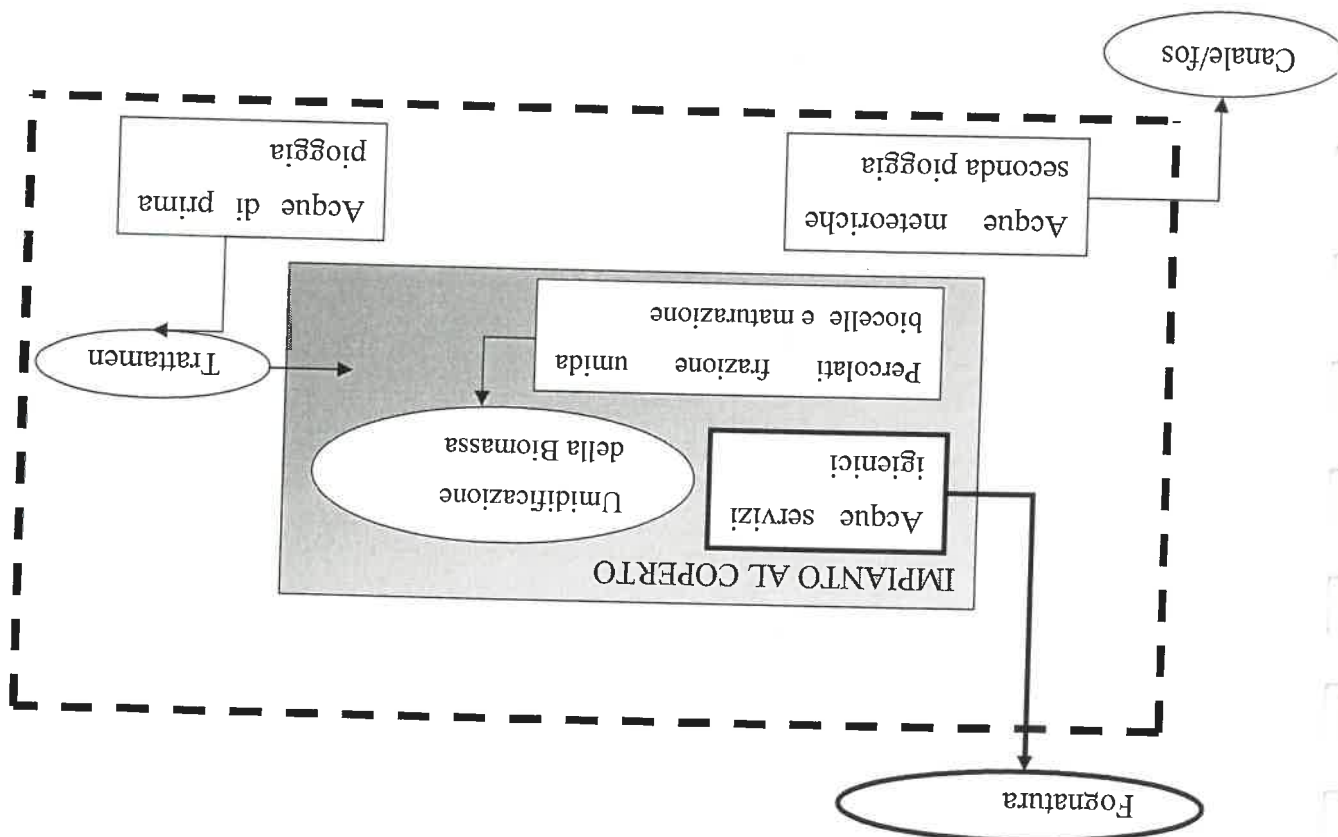 Fognatura
IMPIANTO AL COPERTO
Acque servizi
igienici
Umidificazione
della Biomassa
Percolati frazione umida
biocelle e maturazione
Trattamen
Acque meteoriche
seconda pioggia
Acque di prima
pioggia
Canale/fos